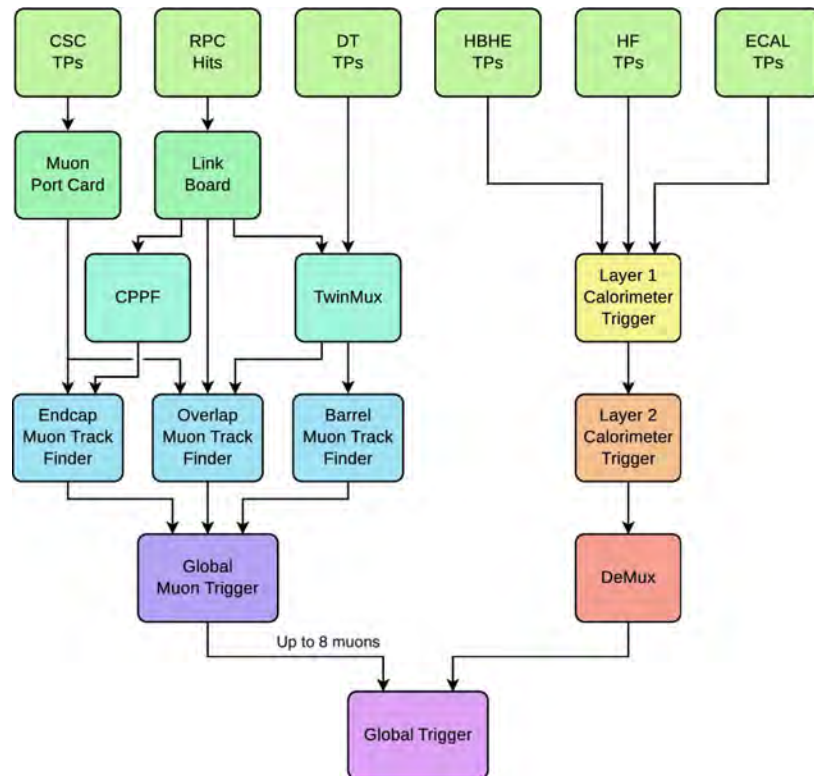 CSC
TPs
RPC
Hits
DT
TPs
HBHE
TPs
HF
TPs
ECAL
TPs
Muon
Port Card
Link
Board
CPPF
TwinMux
Layer 1
Calorimeter
Trigger
Endcap
Muon Track
Finder
Overlap
Muon Track
Finder
Barrel
Muon Track
Finder
Layer 2
Calorimeter
Trigger
Global
Muon Trigger
DeMux
Up to 8 muons
Global Trigger